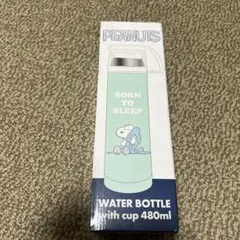 PEANUTS
BORN
TO
SLEEP
WATER BOTTLE
with cup 480ml